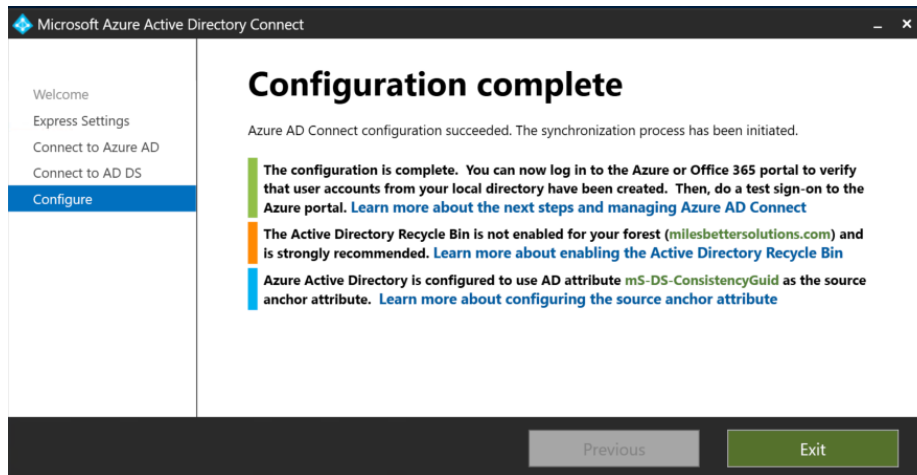 Microsoft Azure Active Directory Connect
Welcome
Express Settings
Connect to Azure AD
Connect to AD DS
Configure
Configuration complete
Azure AD Connect configuration succeeded. The synchronization process has been initiated.
The configuration is complete. You can now log in to the Azure or Office 365 portal to verify
that user accounts from your local directory have been created. Then, do a test sign-on to the
Azure portal. Learn more about the next steps and managing Azure AD Connect
The Active Directory Recycle Bin is not enabled for your forest (milesbettersolutions.com) and
is strongly recommended. Learn more about enabling the Active Directory Recycle Bin
Azure Active Directory is configured to use AD attribute mS-DS-ConsistencyGuid as the source
anchor attribute. Learn more about configuring the source anchor attribute
Previous
Exit